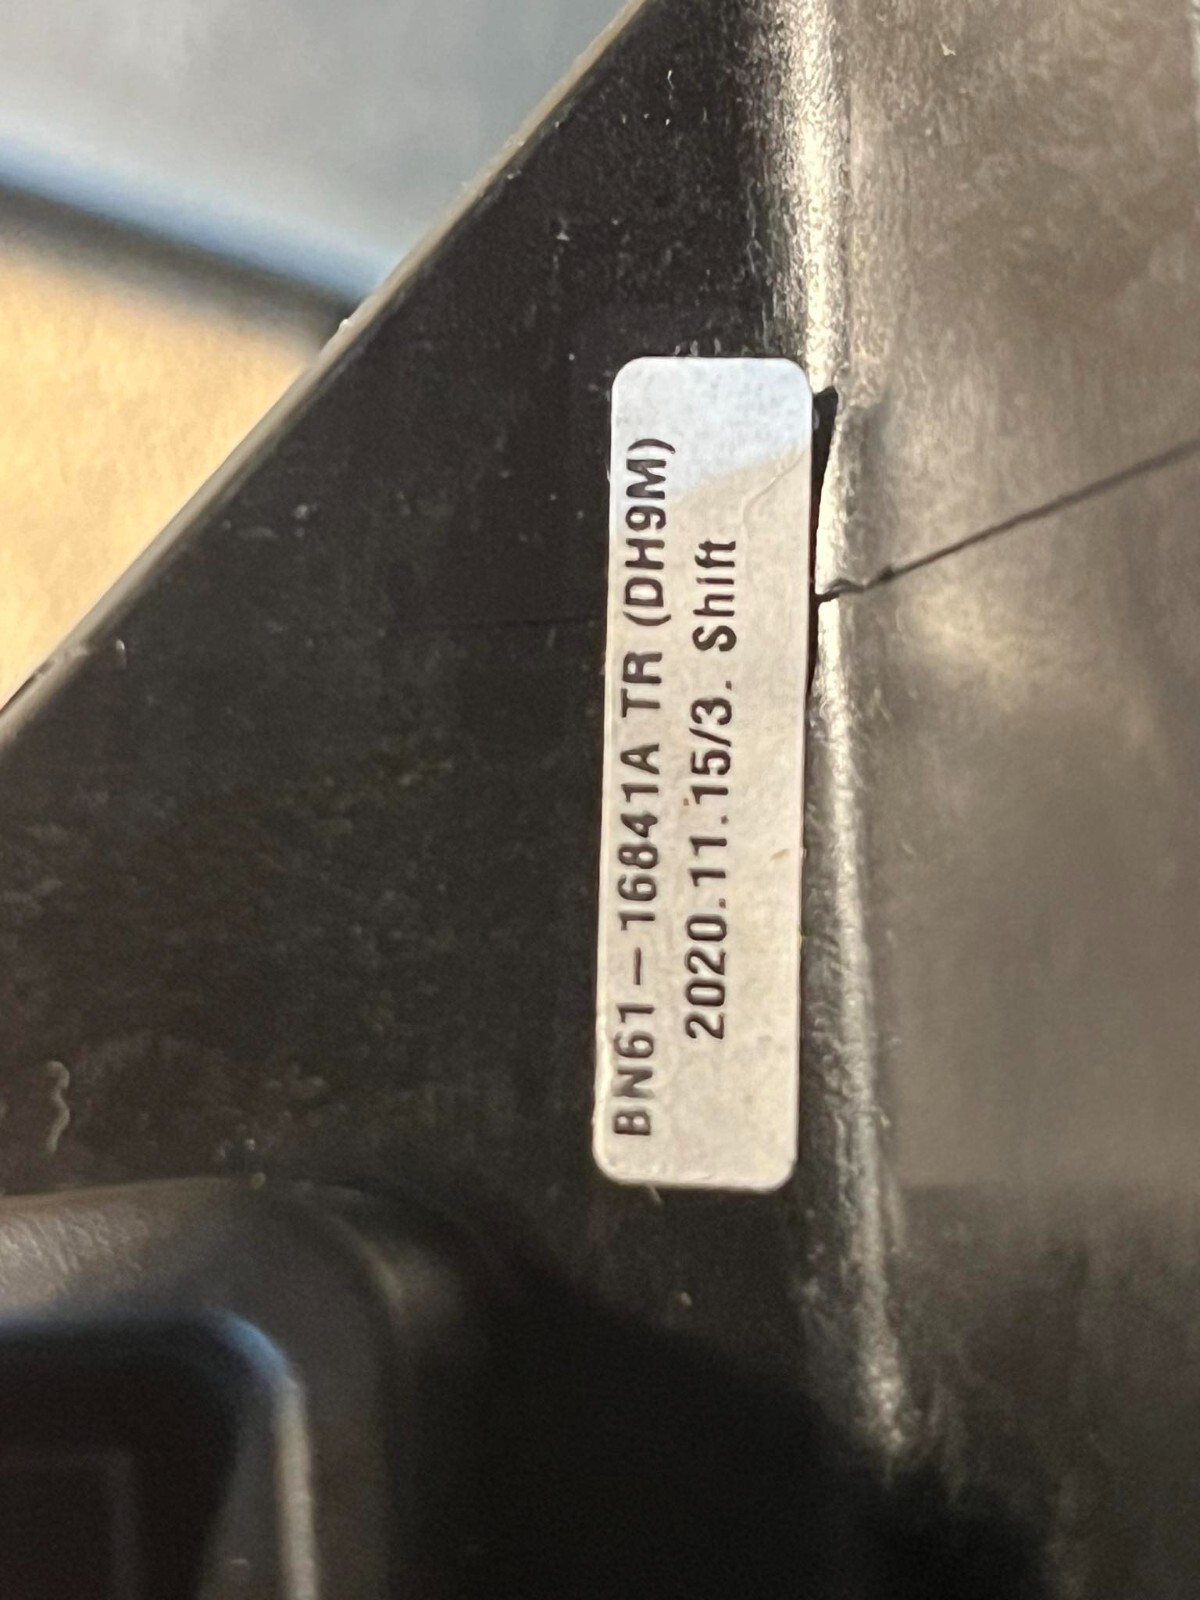 BN61-16841A TR (DH9M)
2020.11.15/3. Shift